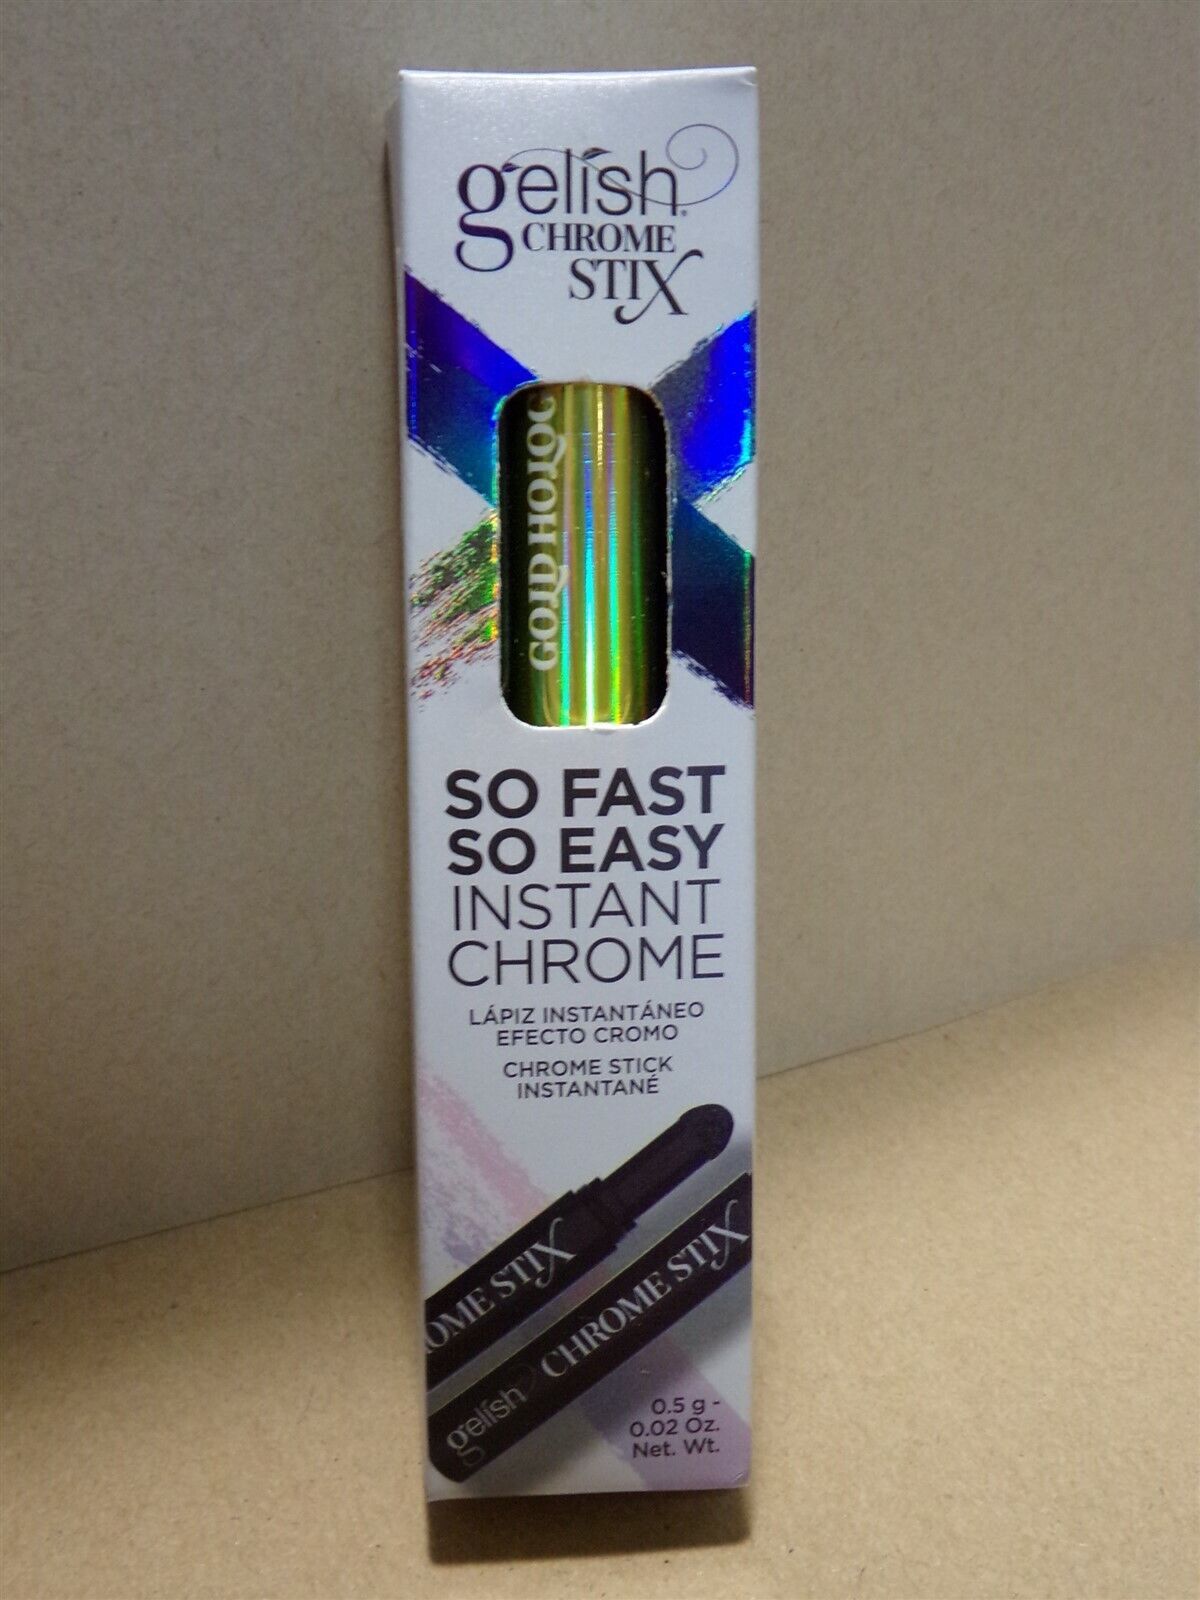 gelish
CHROME
STIX
GOLD HOLOG
SO FAST
SO EASY
INSTANT
CHROME
LÁPIZ INSTANTÁNEO
EFECTO CROMO
CHROME STICK
INSTANTANÉ
ROME STIX
gelish CHROME STIX
0.5 g -
0.02 Oz.
Net. Wt.